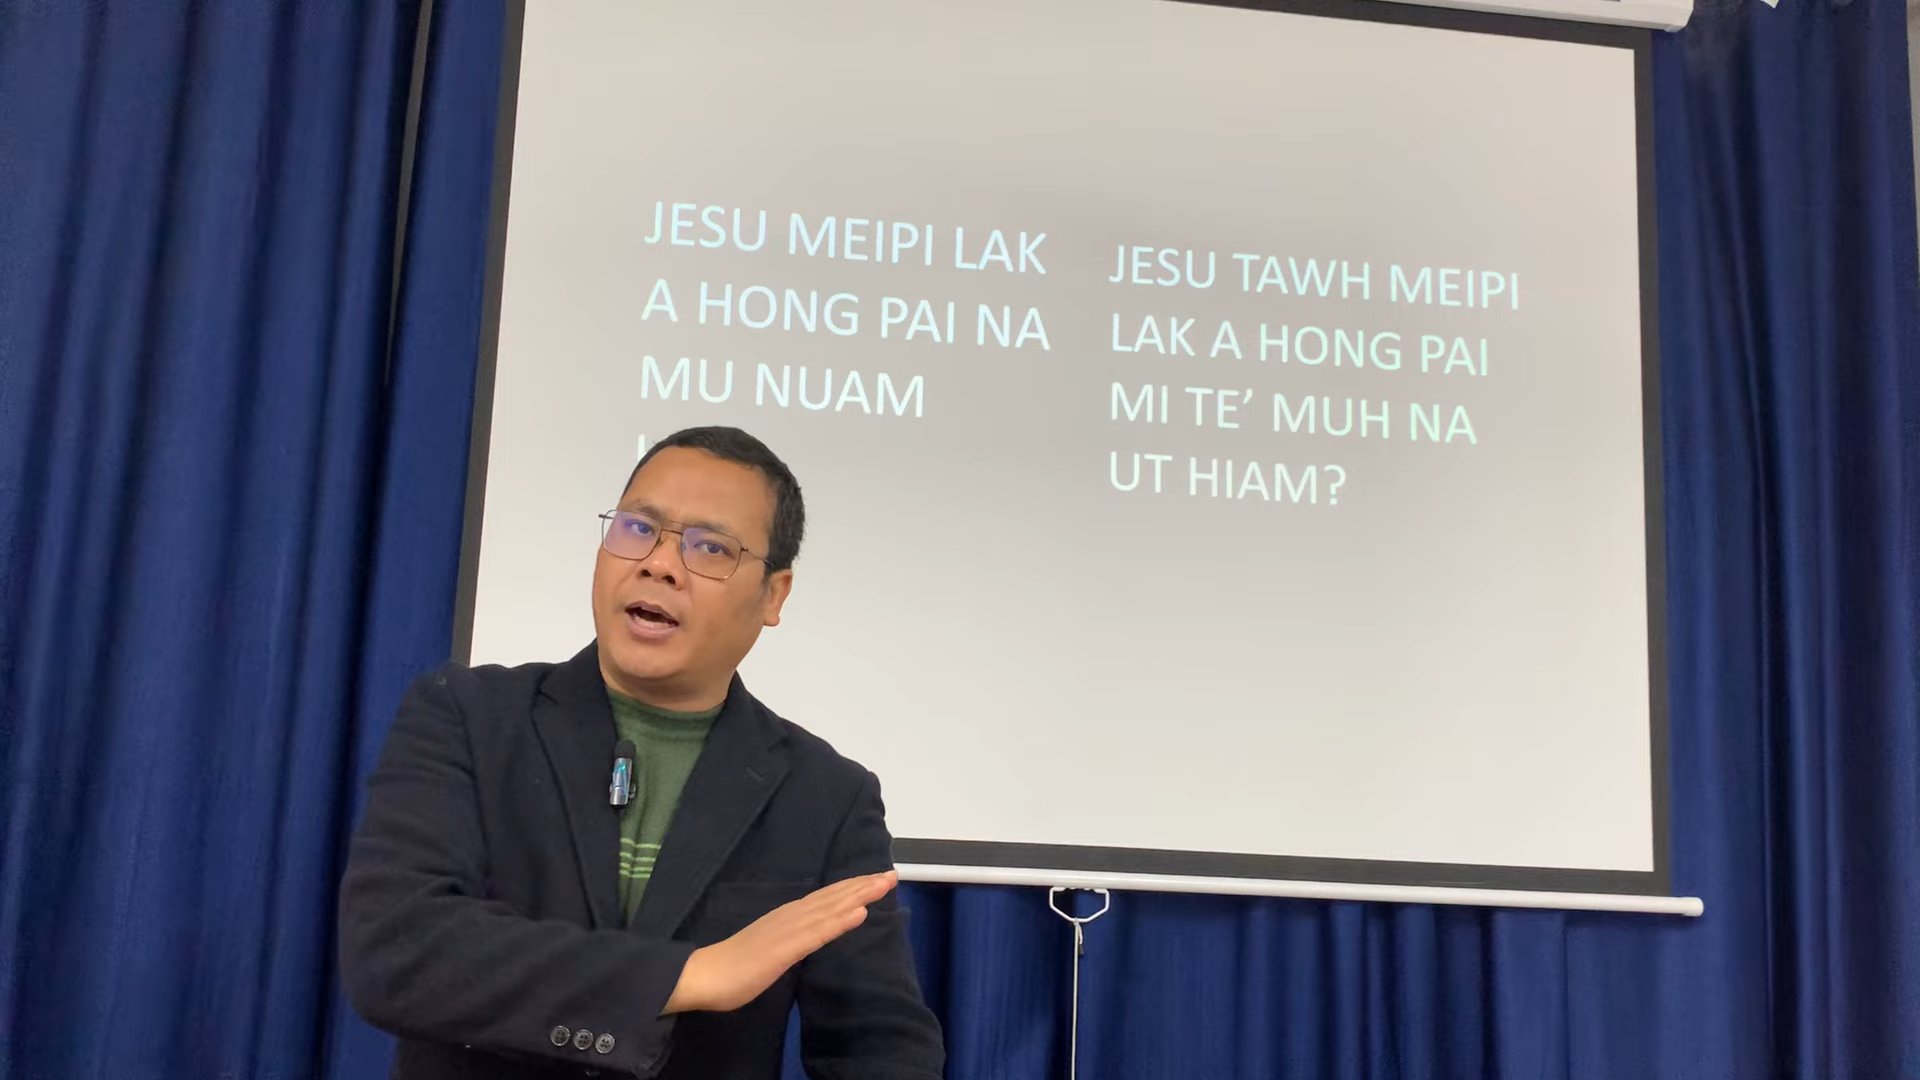 JESU MEIPI LAK
A HONG PAI NA
MU NUAM
JESU TAWH MEIPI
LAK A HONG PAI
MI TE’ MUH NA
UT HIAM?